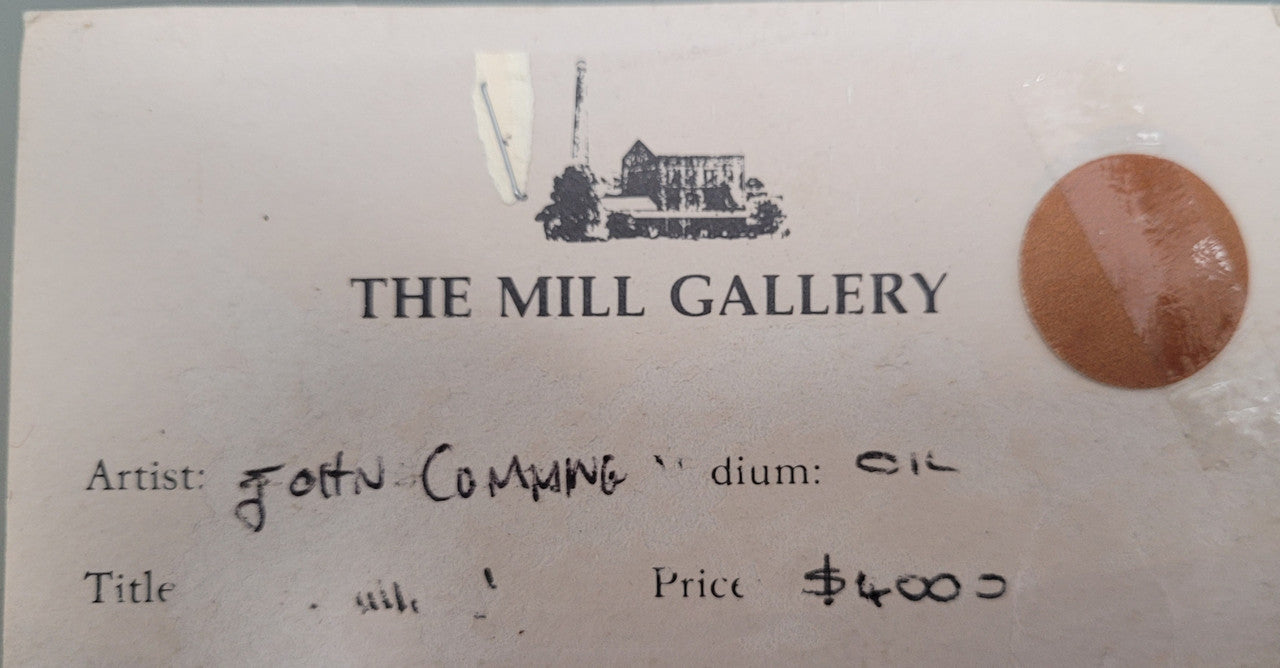 THE MILL GALLERY
Artist: JOHN COMMING dium: OIL
Title Price $4000